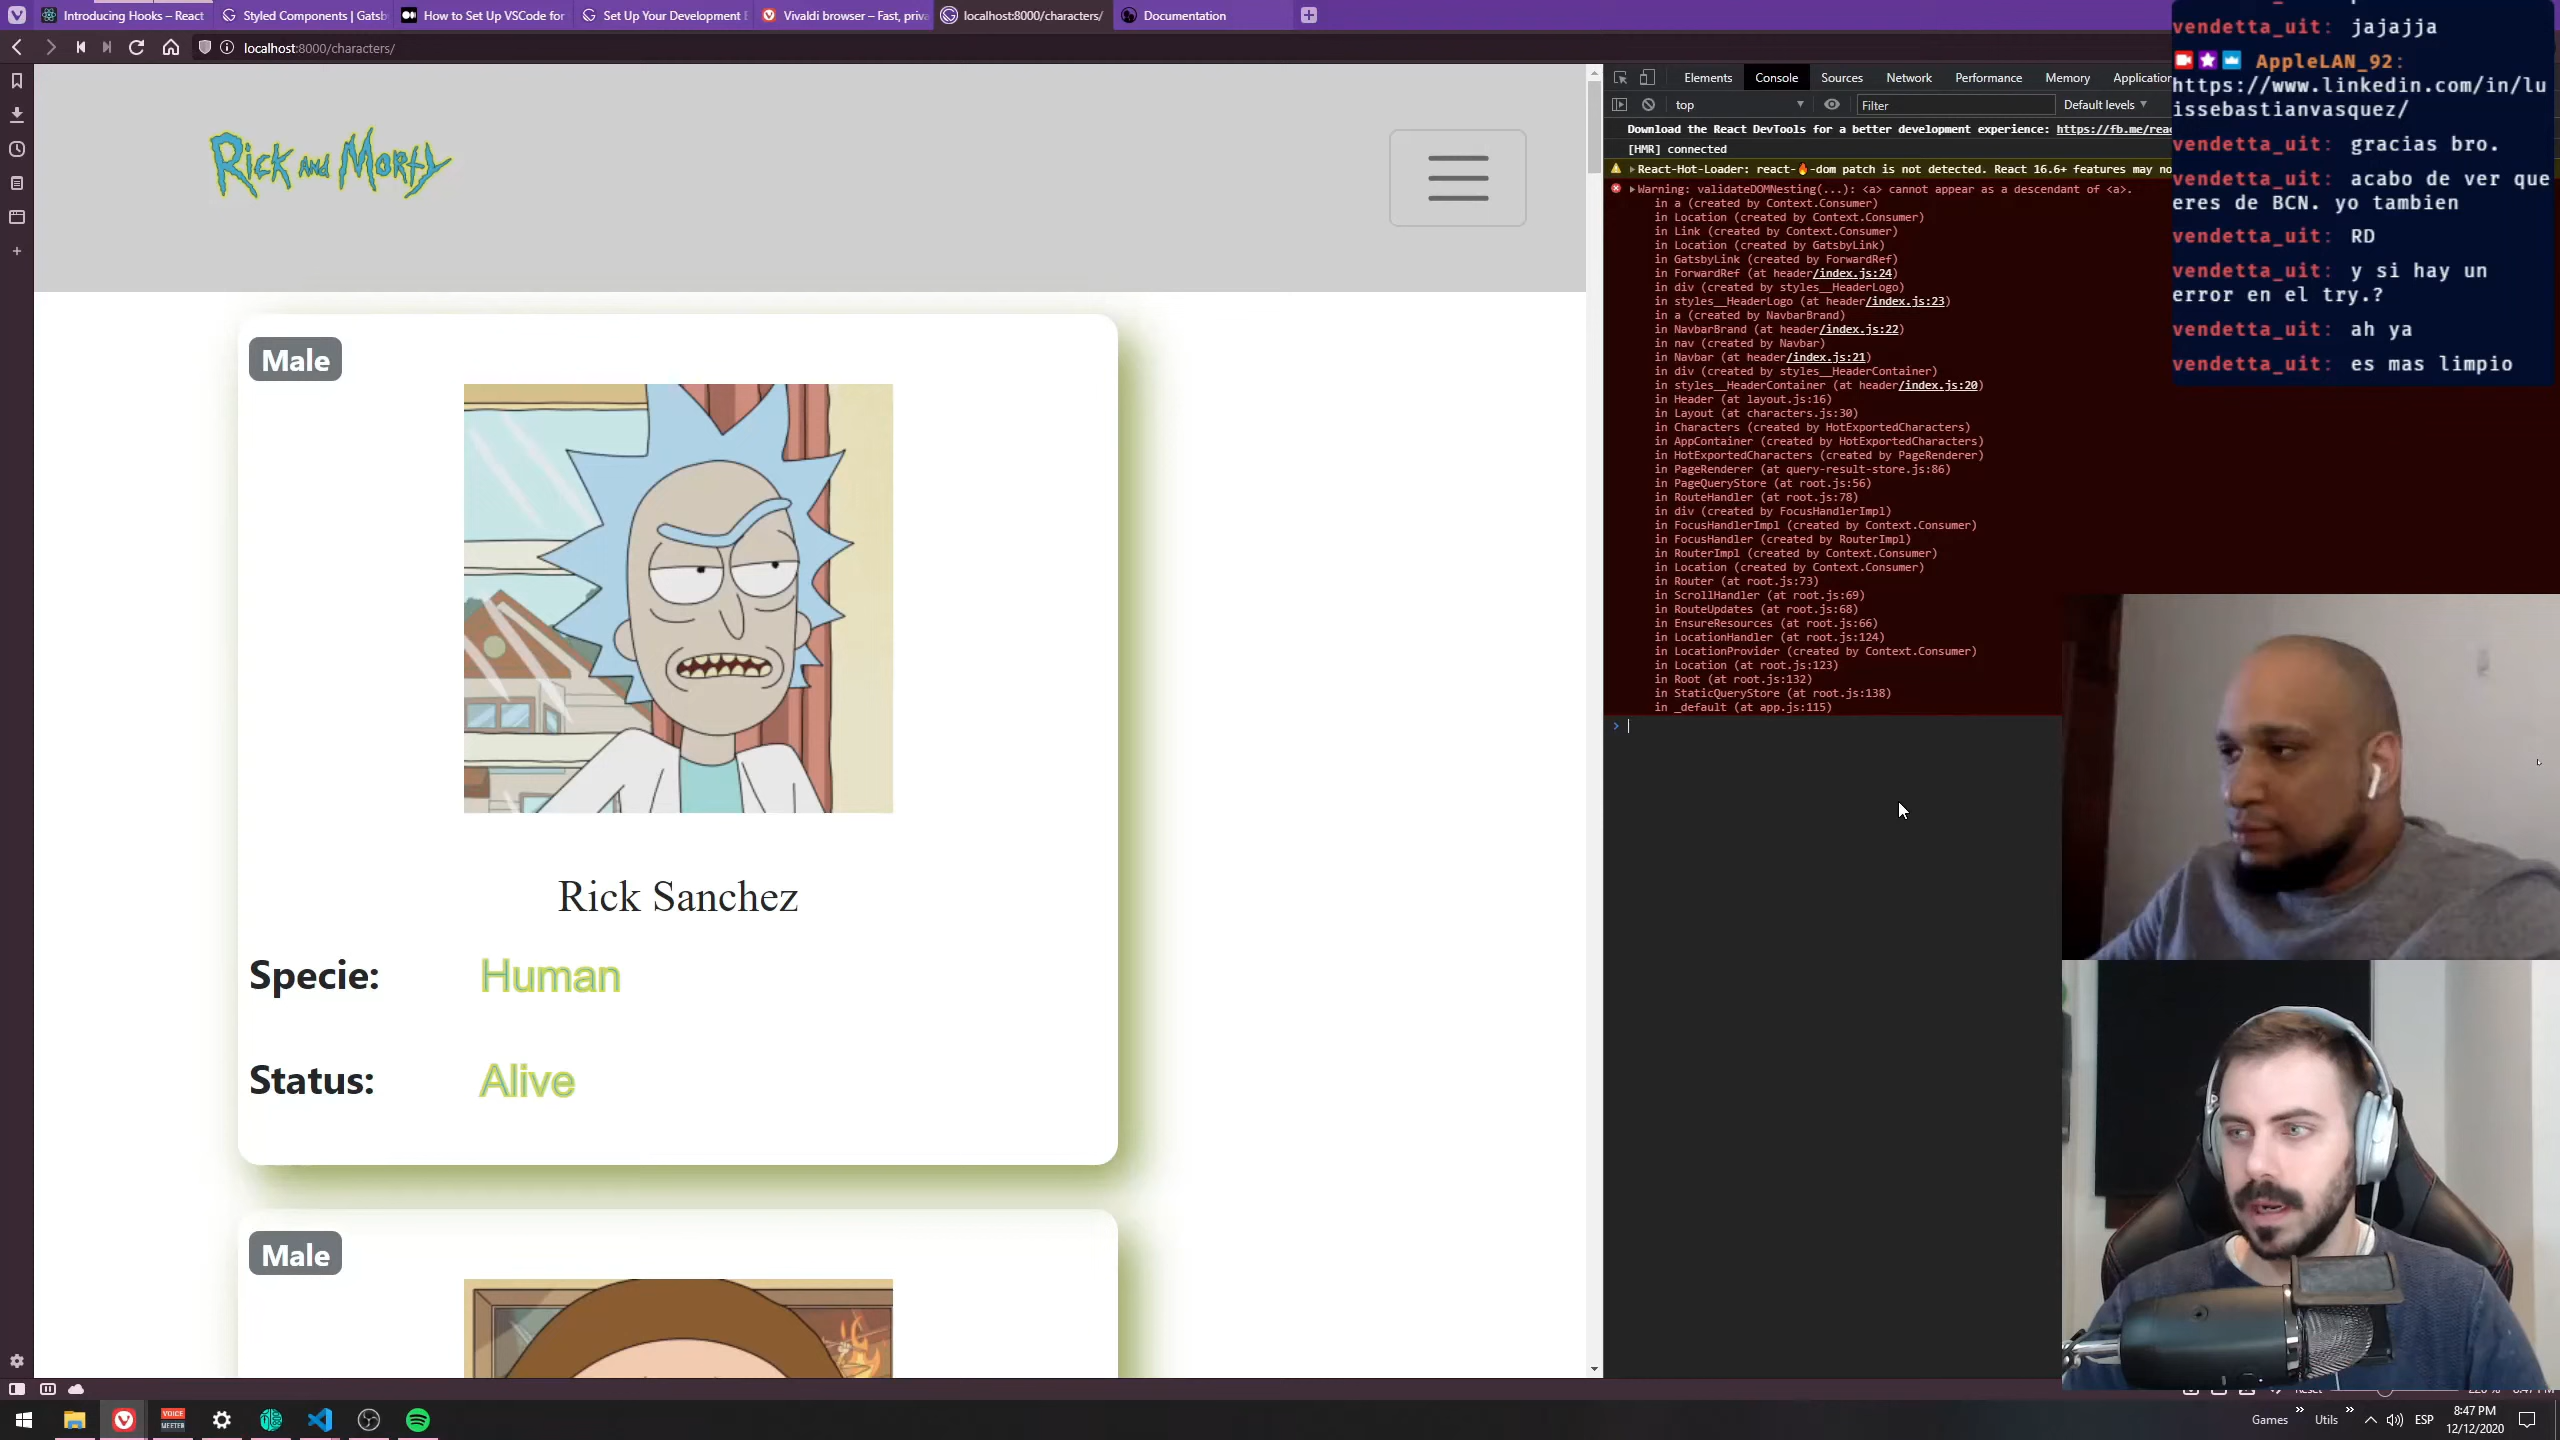 Introducing Hooks – React
Styled Components | Gatsb
How to Set Up VSCode for
Set Up Your Development E
Vivaldi browser – Fast, priva
localhost:8000/characters/
Documentation
localhost:8000/characters/
Rick and Morty
Male
Rick Sanchez
Specie: Human
Status: Alive
Male
Elements Console Sources Network Performance Memory Application
top Filter Default levels
Download the React DevTools for a better development experience: https://fb.me/reac
[HMR] connected
React-Hot-Loader: react-🔥-dom patch is not detected. React 16.6+ features may no
Warning: validateDOMNesting(...): <a> cannot appear as a descendant of <a>.
in a (created by Context.Consumer)
in Location (created by Context.Consumer)
in Link (created by Context.Consumer)
in Location (created by GatsbyLink)
in GatsbyLink (created by ForwardRef)
in ForwardRef (at header/index.js:24)
in div (created by styles__HeaderLogo)
in styles__HeaderLogo (at header/index.js:23)
in a (created by NavbarBrand)
in NavbarBrand (at header/index.js:22)
in nav (created by Navbar)
in Navbar (at header/index.js:21)
in div (created by styles__HeaderContainer)
in styles__HeaderContainer (at header/index.js:20)
in Header (at layout.js:16)
in Layout (at characters.js:30)
in Characters (created by HotExportedCharacters)
in AppContainer (created by HotExportedCharacters)
in HotExportedCharacters (created by PageRenderer)
in PageRenderer (at query-result-store.js:86)
in PageQueryStore (at root.js:56)
in RouteHandler (at root.js:78)
in div (created by FocusHandlerImpl)
in FocusHandlerImpl (created by Context.Consumer)
in FocusHandler (created by RouterImpl)
in RouterImpl (created by Context.Consumer)
in Location (created by Context.Consumer)
in Router (at root.js:73)
in ScrollHandler (at root.js:69)
in RouteUpdates (at root.js:68)
in EnsureResources (at root.js:66)
in LocationHandler (at root.js:124)
in LocationProvider (created by Context.Consumer)
in Location (at root.js:123)
in Root (at root.js:132)
in StaticQueryStore (at root.js:138)
in _default (at app.js:115)
vendetta_uit: jajajja
AppleLAN_92:
https://www.linkedin.com/in/lu
issebastianvasquez/
vendetta_uit: gracias bro.
vendetta_uit: acabo de ver que
eres de BCN. yo tambien
vendetta_uit: RD
vendetta_uit: y si hay un
error en el try.?
vendetta_uit: ah ya
vendetta_uit: es mas limpio
VOICE
MEETER
Games
Utils
ESP
8:47 PM
12/12/2020